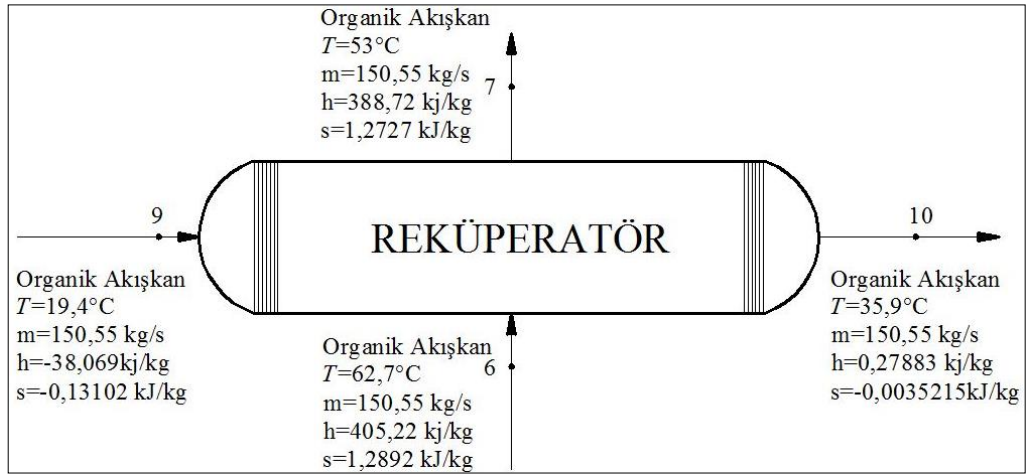 Organik Akışkan
T=53°C
m=150,55 kg/s
h=388,72 kj/kg
s=1,2727 kJ/kg
7
9
REKÜPERATÖR
10
Organik Akışkan
T=19,4°C
m=150,55 kg/s
h=-38,069kj/kg
s=-0,13102 kJ/kg
Organik Akışkan
T=62,7°C
m=150,55 kg/s
h=405,22 kj/kg
s=1,2892 kJ/kg
6
Organik Akışkan
T=35,9°C
m=150,55 kg/s
h=0,27883 kj/kg
s=-0,0035215kJ/kg